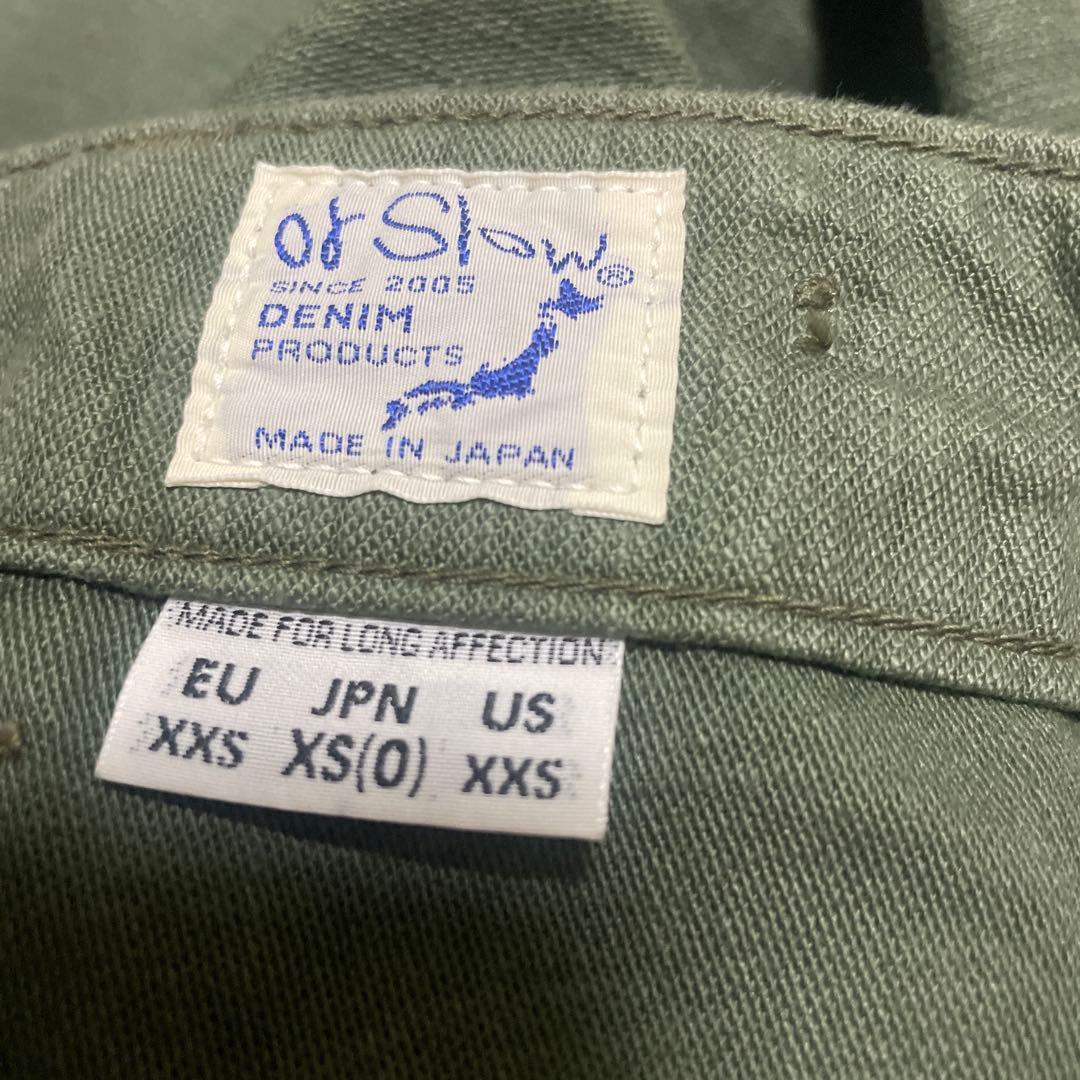 orSlow®
SINCE 2005
DENIM
PRODUCTS
MADE IN JAPAN
MADE FOR LONG AFFECTION
EU JPN US
XXS XS(0) XXS